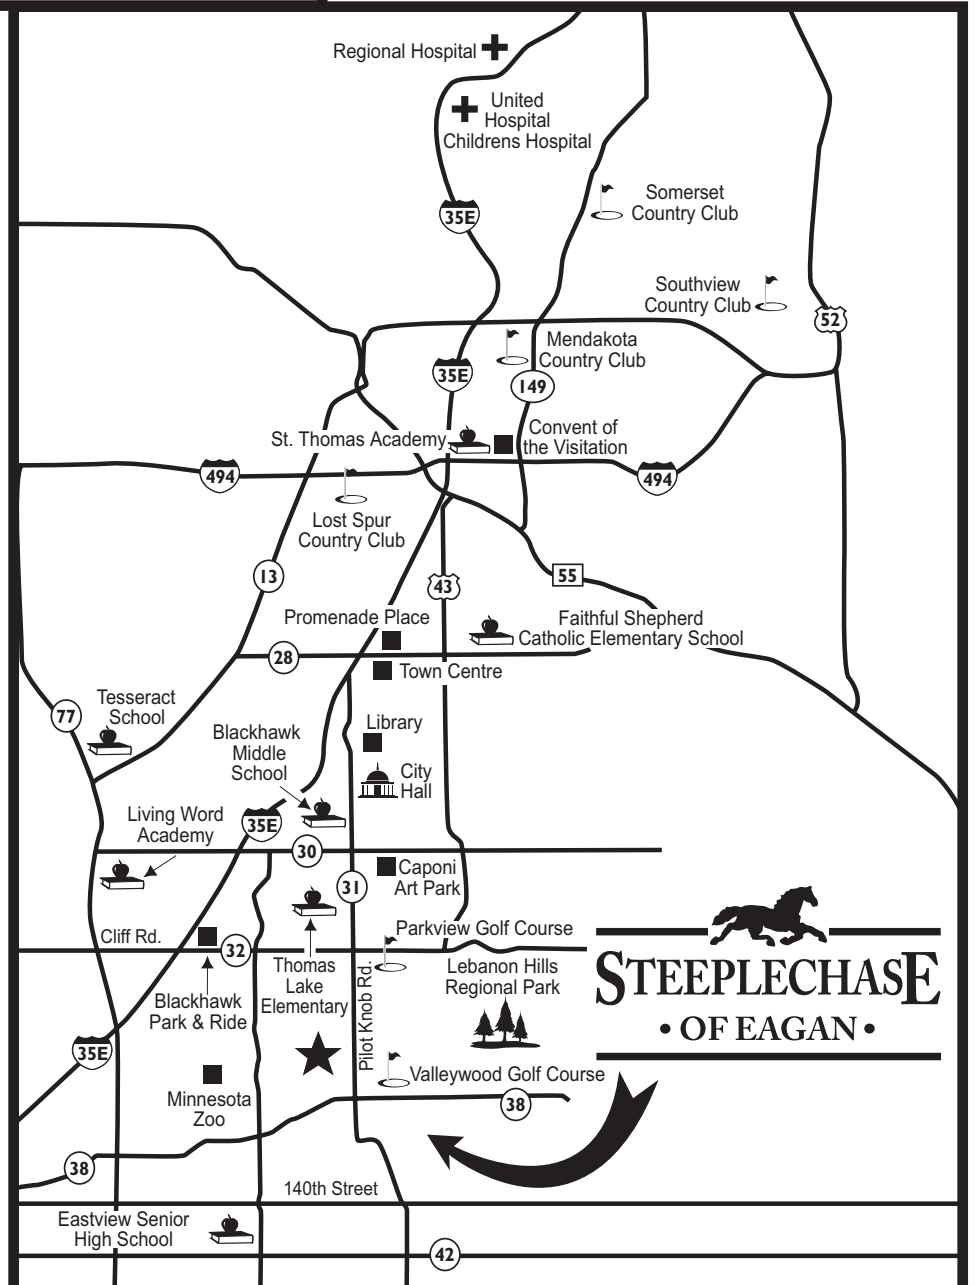 Regional Hospital
United
Hospital
Childrens Hospital
Somerset
Country Club
35E
Southview
Country Club
52
Mendakota
Country Club
35E
149
St. Thomas Academy
Convent of
the Visitation
494
494
Lost Spur
Country Club
13
43
55
Promenade Place
Faithful Shepherd
Catholic Elementary School
28
Town Centre
Tesseract
School
77
Library
Blackhawk
Middle
School
City
Hall
Living Word
Academy
35E
30
Caponi
Art Park
31
Cliff Rd.
32
Parkview Golf Course
Thomas
Lake
Elementary
Lebanon Hills
Regional Park
Blackhawk
Park & Ride
Pilot Knob Rd.
STEEPLECHASE
• OF EAGAN •
35E
Minnesota
Zoo
Valleywood Golf Course
38
38
140th Street
Eastview Senior
High School
42